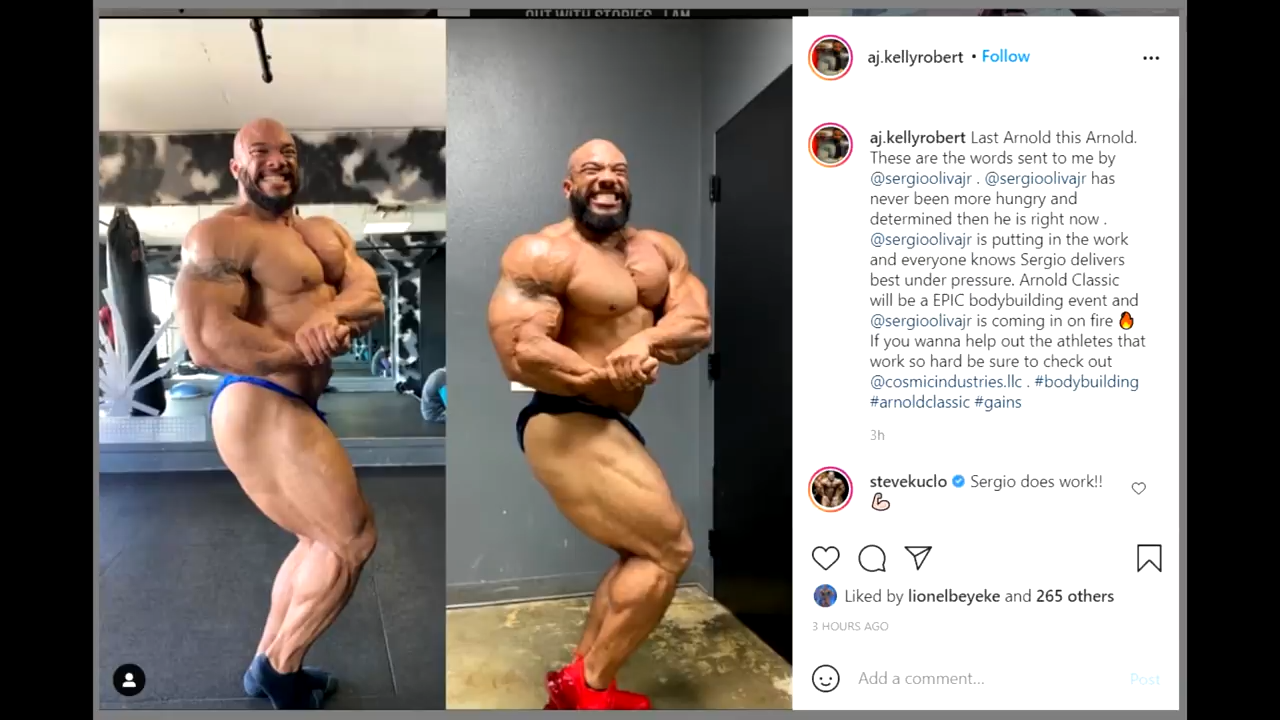 OUT WITH STORIES, I AM
aj.kellyrobert • Follow
aj.kellyrobert Last Arnold this Arnold.
These are the words sent to me by
@sergioolivajr . @sergioolivajr has
never been more hungry and
determined then he is right now .
@sergioolivajr is putting in the work
and everyone knows Sergio delivers
best under pressure. Arnold Classic
will be a EPIC bodybuilding event and
@sergioolivajr is coming in on fire 🔥
If you wanna help out the athletes that
work so hard be sure to check out
@cosmicindustries.llc . #bodybuilding
#arnoldclassic #gains
3h
stevekuclo Sergio does work!!
💪🏻
Liked by lionelbeyeke and 265 others
3 HOURS AGO
Add a comment...
Post